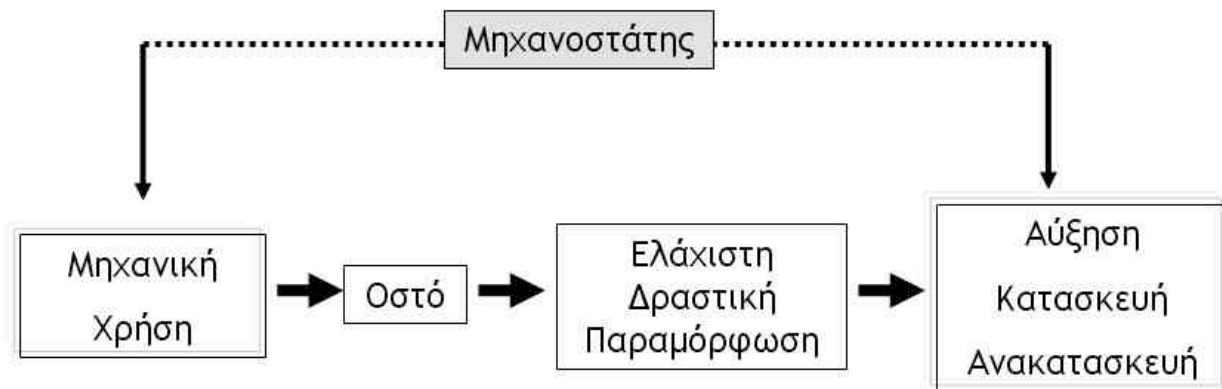 Μηχανοστάτης
Μηχανική
Χρήση
Οστό
Ελάχιστη
Δραστική
Παραμόρφωση
Αύξηση
Κατασκευή
Ανακατασκευή